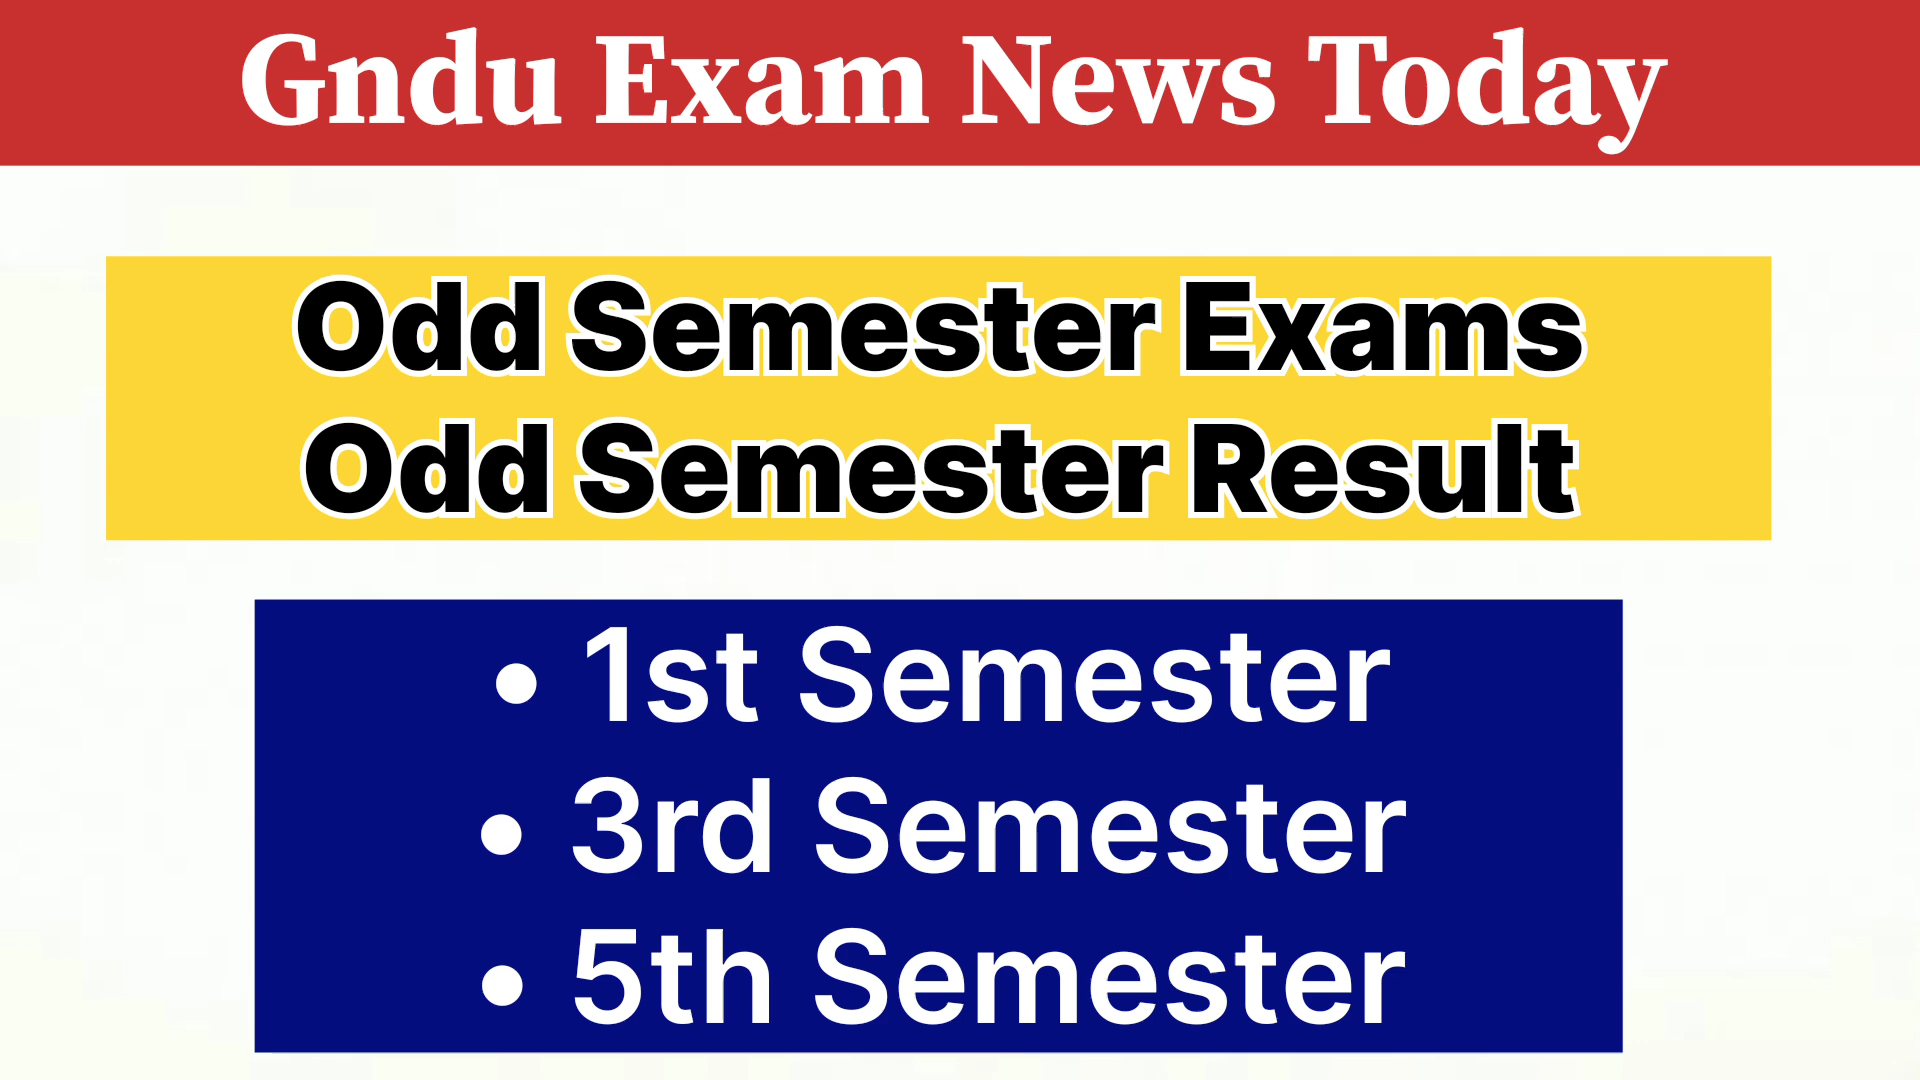 Gndu Exam News Today
Odd Semester Exams
Odd Semester Result
• 1st Semester
• 3rd Semester
• 5th Semester